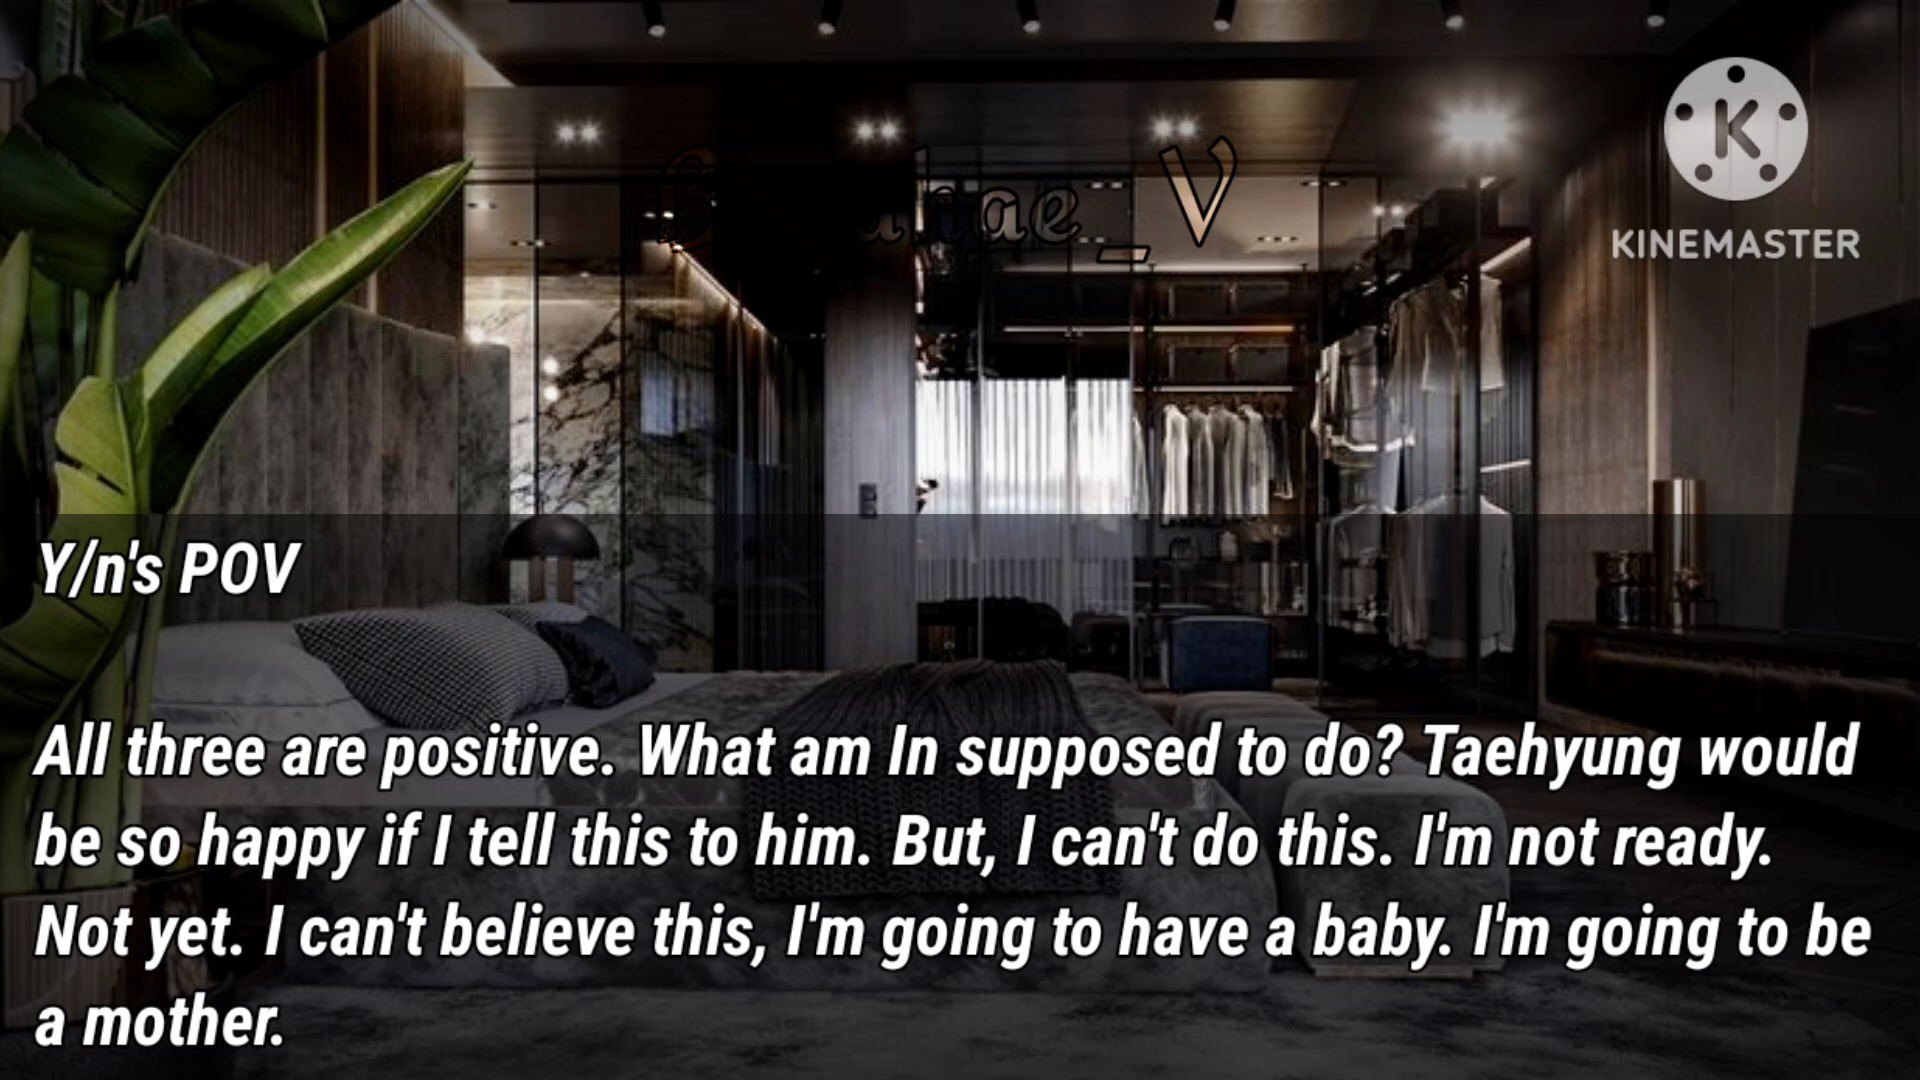 KINEMASTER
Y/n's POV
All three are positive. What am In supposed to do? Taehyung would
be so happy if I tell this to him. But, I can't do this. I'm not ready.
Not yet. I can't believe this, I'm going to have a baby. I'm going to be
a mother.